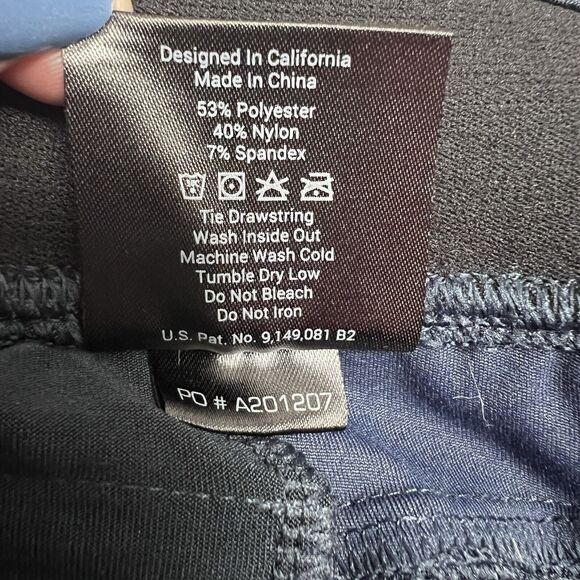 Designed In California
Made In China
53% Polyester
40% Nylon
7% Spandex
Tie Drawstring
Wash Inside Out
Machine Wash Cold
Tumble Dry Low
Do Not Bleach
Do Not Iron
U.S. Pat. No. 9,149,081 B2
PO # A201207